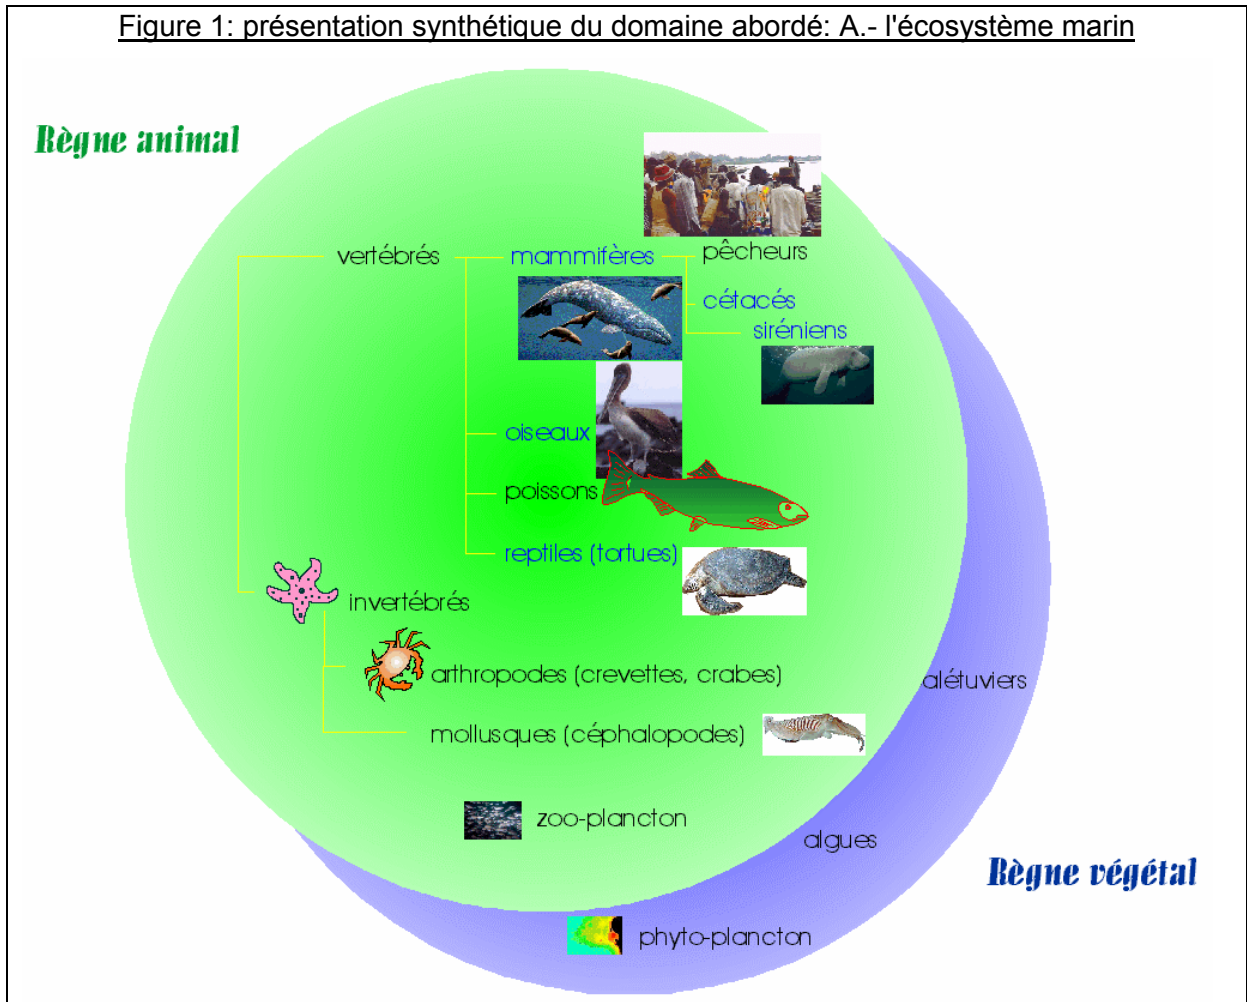 Figure 1: présentation synthétique du domaine abordé: A.- l'écosystème marin
Règne animal
vertébrés
mammifères
pêcheurs
cétacés
siréniens
oiseaux
poissons
reptiles (tortues)
invertébrés
arthropodes (crevettes, crabes)
alétuviers
mollusques (céphalopodes)
zoo-plancton
algues
Règne végétal
phyto-plancton